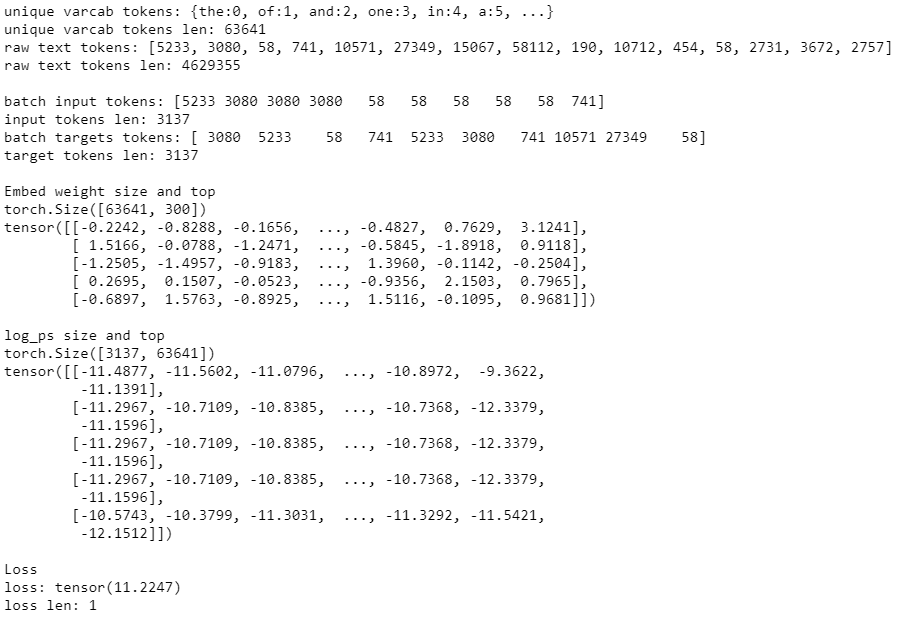 unique varcab tokens: {the:0, of:1, and:2, one:3, in:4, a:5, ...}
unique varcab tokens len: 63641
raw text tokens: [5233, 3080, 58, 741, 10571, 27349, 15067, 58112, 190, 10712, 454, 58, 2731, 3672, 2757]
raw text tokens len: 4629355
batch input tokens: [5233 3080 3080 3080 58 58 58 58 58 741]
input tokens len: 3137
batch targets tokens: [ 3080 5233 58 741 5233 3080 741 10571 27349 58]
target tokens len: 3137
Embed weight size and top
torch.Size([63641, 300])
tensor([[-0.2242, -0.8288, -0.1656, ..., -0.4827, 0.7629, 3.1241],
[ 1.5166, -0.0788, -1.2471, ..., -0.5845, -1.8918, 0.9118],
[-1.2505, -1.4957, -0.9183, ..., 1.3960, -0.1142, -0.2504],
[ 0.2695, 0.1507, -0.0523, ..., -0.9356, 2.1503, 0.7965],
[-0.6897, 1.5763, -0.8925, ..., 1.5116, -0.1095, 0.9681]])
log_ps size and top
torch.Size([3137, 63641])
tensor([[-11.4877, -11.5602, -11.0796, ..., -10.8972, -9.3622,
-11.1391],
[-11.2967, -10.7109, -10.8385, ..., -10.7368, -12.3379,
-11.1596],
[-11.2967, -10.7109, -10.8385, ..., -10.7368, -12.3379,
-11.1596],
[-11.2967, -10.7109, -10.8385, ..., -10.7368, -12.3379,
-11.1596],
[-10.5743, -10.3799, -11.3031, ..., -11.3292, -11.5421,
-12.1512]])
Loss
loss: tensor(11.2247)
loss len: 1